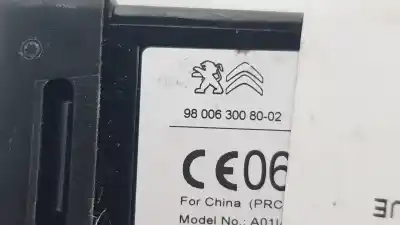 98 006 300 80-02
CE06
For China (PRC
Model No.: A01